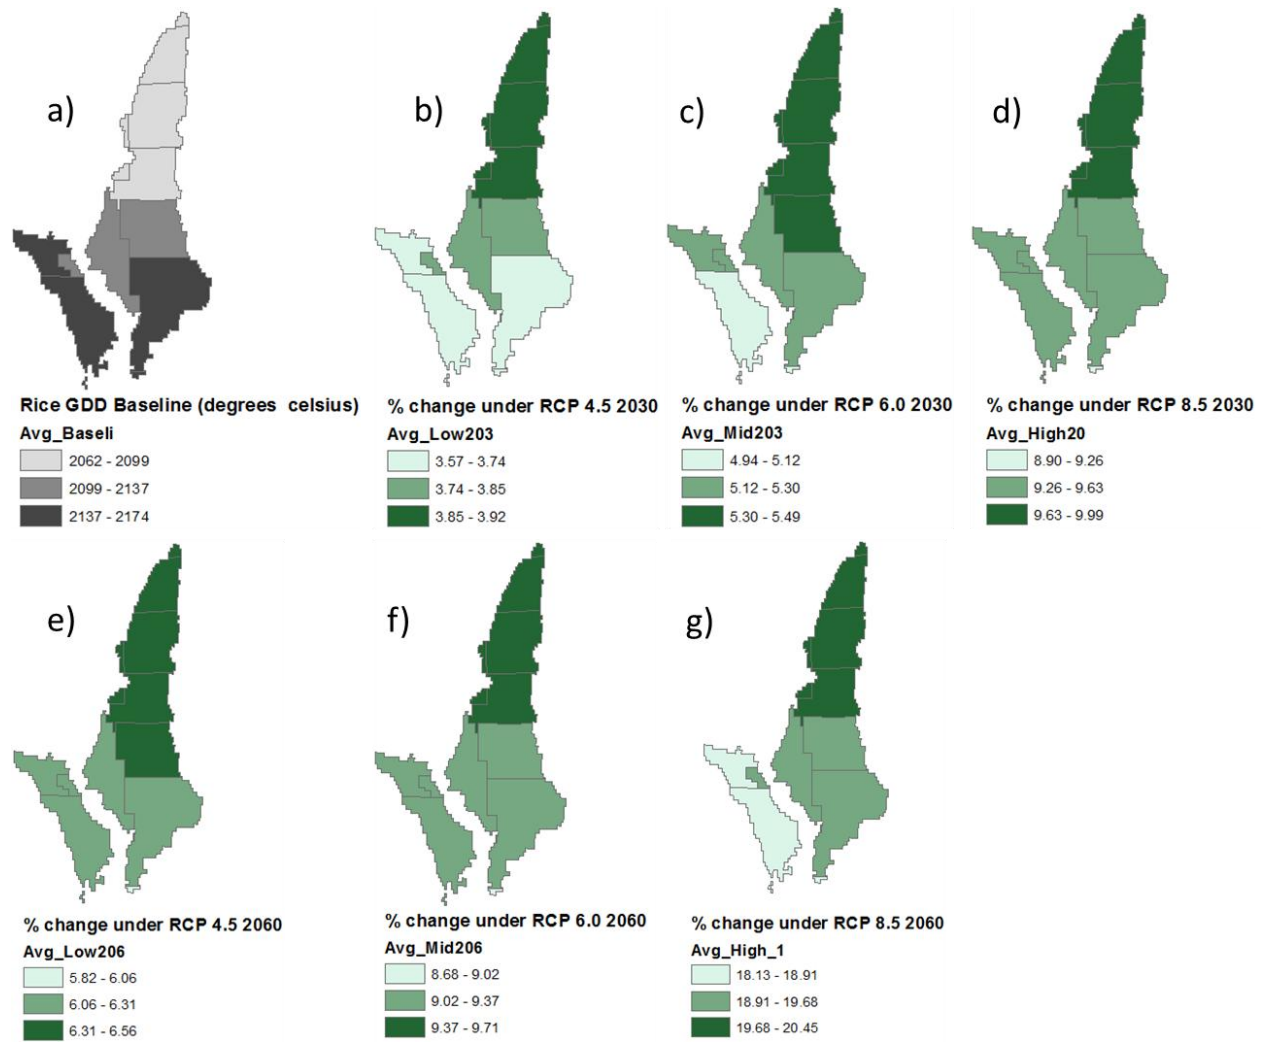 a)
b)
c)
d)
Rice GDD Baseline (degrees celsius)
Avg_Baseli
2062 - 2099
2099 - 2137
2137 - 2174
% change under RCP 4.5 2030
Avg_Low203
3.57 - 3.74
3.74 - 3.85
3.85 - 3.92
% change under RCP 6.0 2030
Avg_Mid203
4.94 - 5.12
5.12 - 5.30
5.30 - 5.49
% change under RCP 8.5 2030
Avg_High20
8.90 - 9.26
9.26 - 9.63
9.63 - 9.99
e)
f)
g)
% change under RCP 4.5 2060
Avg_Low206
5.82 - 6.06
6.06 - 6.31
6.31 - 6.56
% change under RCP 6.0 2060
Avg_Mid206
8.68 - 9.02
9.02 - 9.37
9.37 - 9.71
% change under RCP 8.5 2060
Avg_High_1
18.13 - 18.91
18.91 - 19.68
19.68 - 20.45